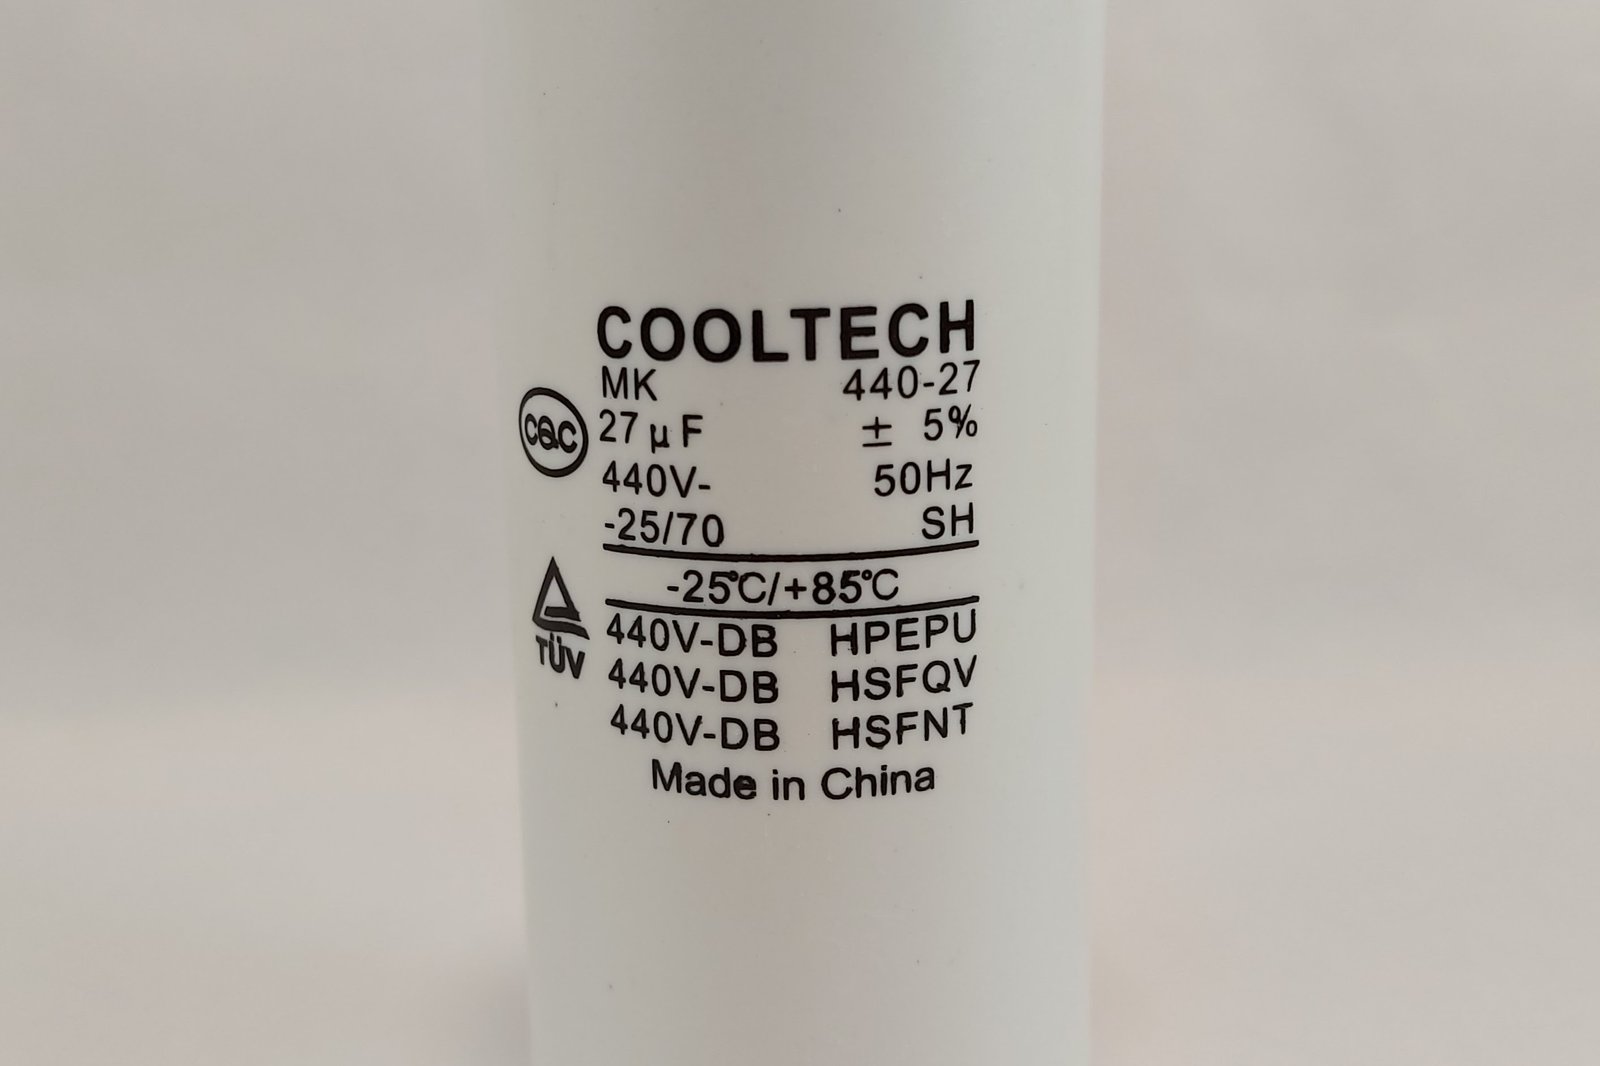 COOLTECH
MK 440-27
CQC
27 µF ± 5%
440V- 50Hz
-25/70 SH
-25℃/+85℃
TÜV
440V-DB HPEPU
440V-DB HSFQV
440V-DB HSFNT
Made in China